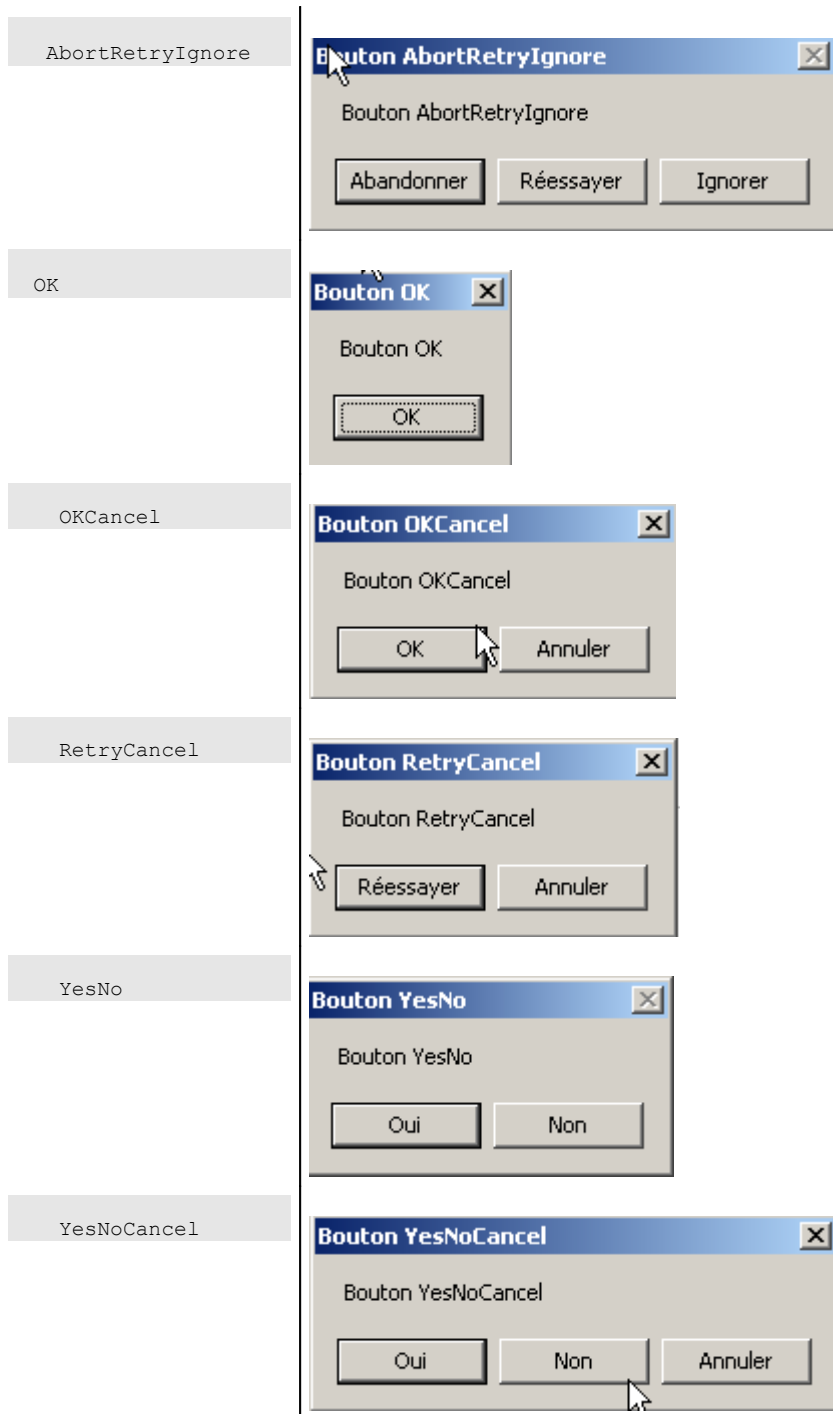 AbortRetryIgnore
Bouton AbortRetryIgnore
Bouton AbortRetryIgnore
Abandonner Réessayer Ignorer
OK
Bouton OK
Bouton OK
OK
OKCancel
Bouton OKCancel
Bouton OKCancel
OK Annuler
RetryCancel
Bouton RetryCancel
Bouton RetryCancel
Réessayer Annuler
YesNo
Bouton YesNo
Bouton YesNo
Oui Non
YesNoCancel
Bouton YesNoCancel
Bouton YesNoCancel
Oui Non Annuler